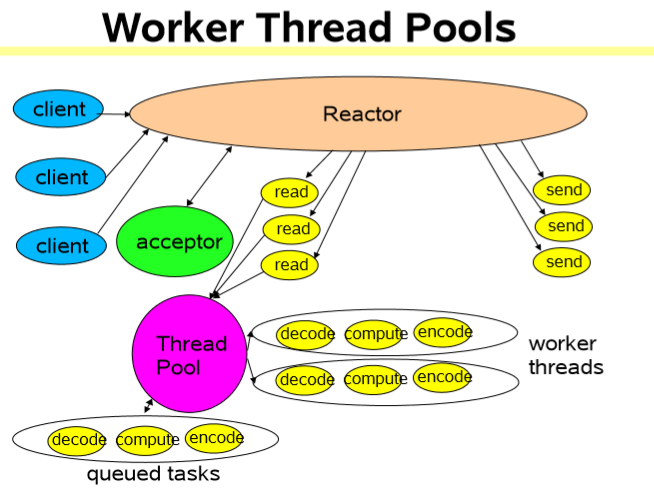 Worker Thread Pools
client
Reactor
client
client
acceptor
read
read
read
send
send
send
Thread
Pool
decode compute encode
decode compute encode
worker
threads
decode compute encode
queued tasks